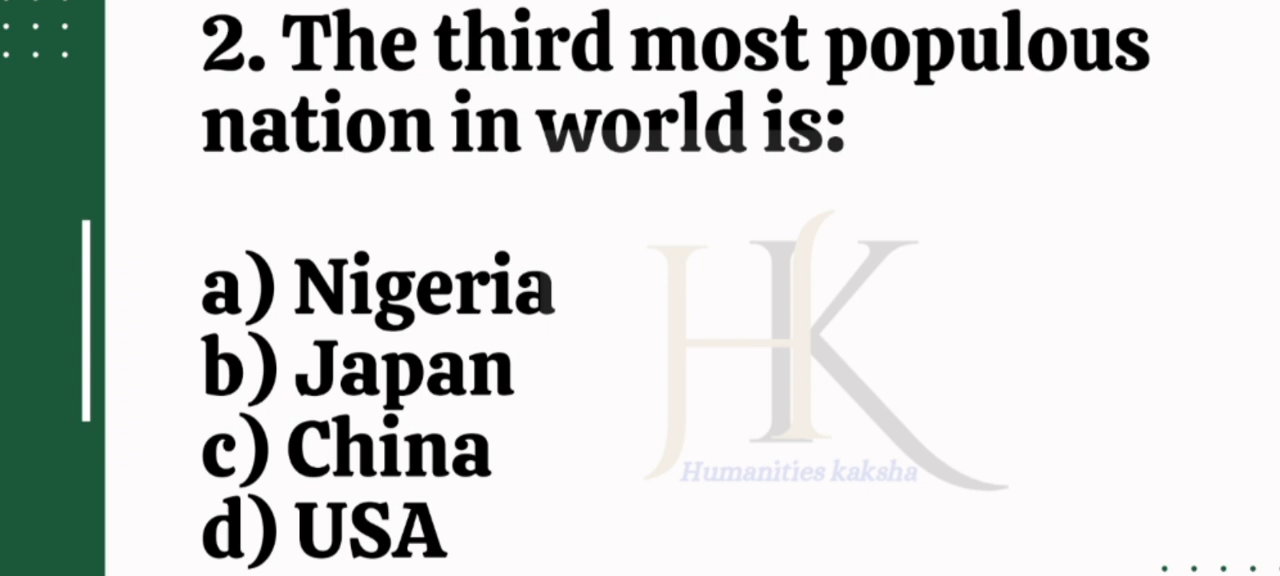 2. The third most populous
nation in world is:
a) Nigeria
b) Japan
c) China
d) USA
HK
Humanities kaksha